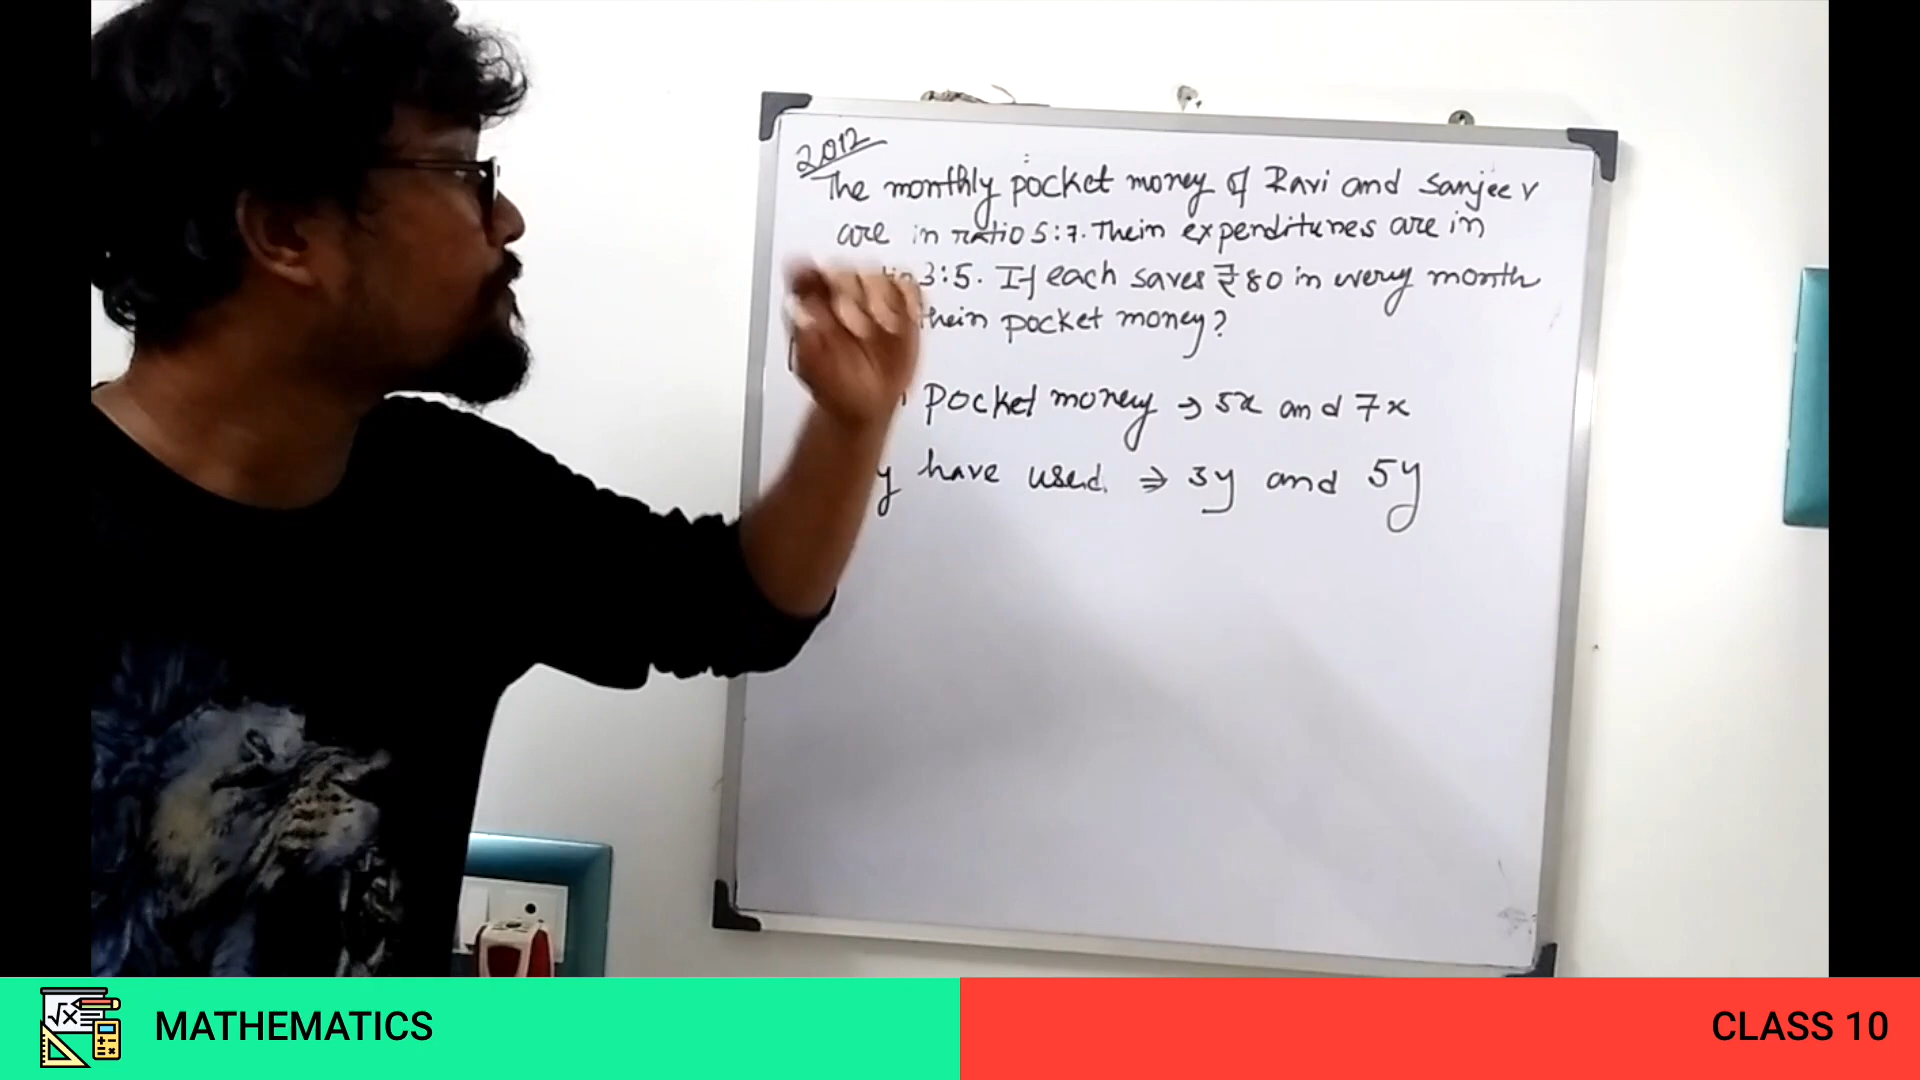 2012
The monthly pocket money of Ravi and Sanjeev
are in ratio 5:7. Their expenditures are in
3:5. If each saves ₹80 in every month
their pocket money?
pocket money → 5x and 7x
have used. ⇒ 3y and 5y
MATHEMATICS
CLASS 10